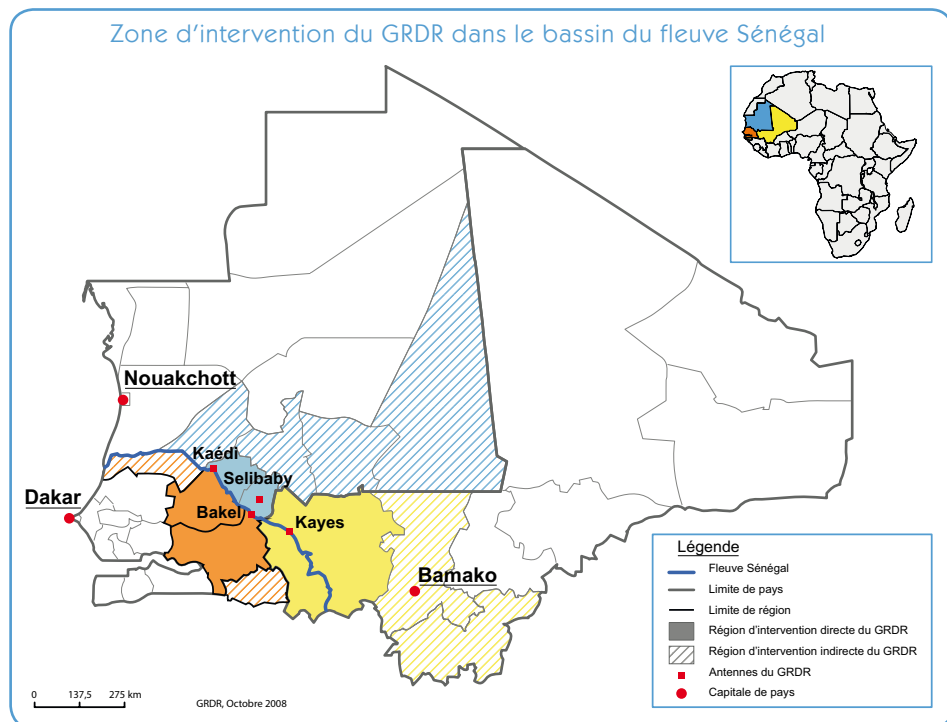 Zone d'intervention du GRDR dans le bassin du fleuve Sénégal
Nouakchott
Kaédi
Selibaby
Dakar
Bakel
Kayes
Bamako
Légende
Fleuve Sénégal
Limite de pays
Limite de région
Région d'intervention directe du GRDR
Région d'intervention indirecte du GRDR
Antennes du GRDR
Capitale de pays
0 137,5 275 km
GRDR, Octobre 2008